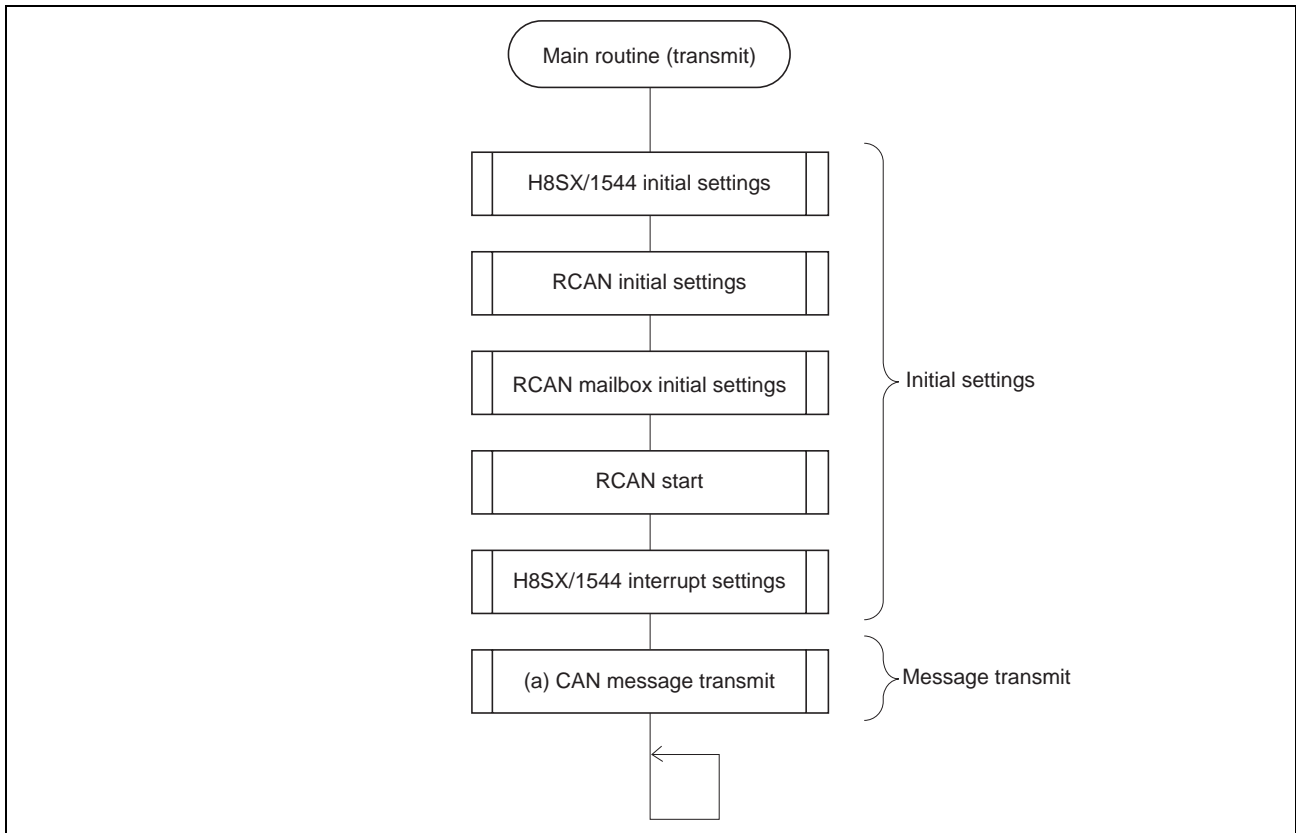 Main routine (transmit)
H8SX/1544 initial settings
RCAN initial settings
RCAN mailbox initial settings
Initial settings
RCAN start
H8SX/1544 interrupt settings
(a) CAN message transmit
Message transmit